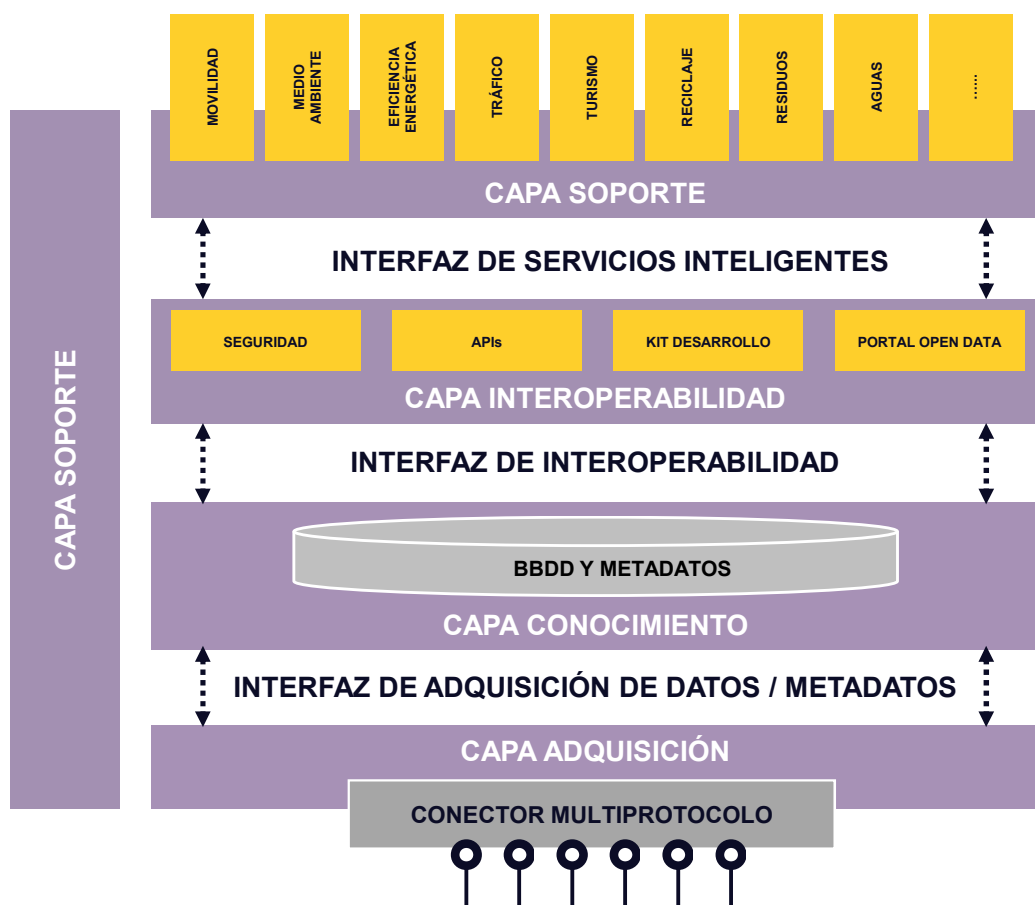 MOVILIDAD
MEDIO
AMBIENTE
EFICIENCIA
ENERGÉTICA
TRÁFICO
TURISMO
RECICLAJE
RESIDUOS
AGUAS
......
CAPA SOPORTE
CAPA SOPORTE
INTERFAZ DE SERVICIOS INTELIGENTES
SEGURIDAD
APIs
KIT DESARROLLO
PORTAL OPEN DATA
CAPA INTEROPERABILIDAD
INTERFAZ DE INTEROPERABILIDAD
BBDD Y METADATOS
CAPA CONOCIMIENTO
INTERFAZ DE ADQUISICIÓN DE DATOS / METADATOS
CAPA ADQUISICIÓN
CONECTOR MULTIPROTOCOLO